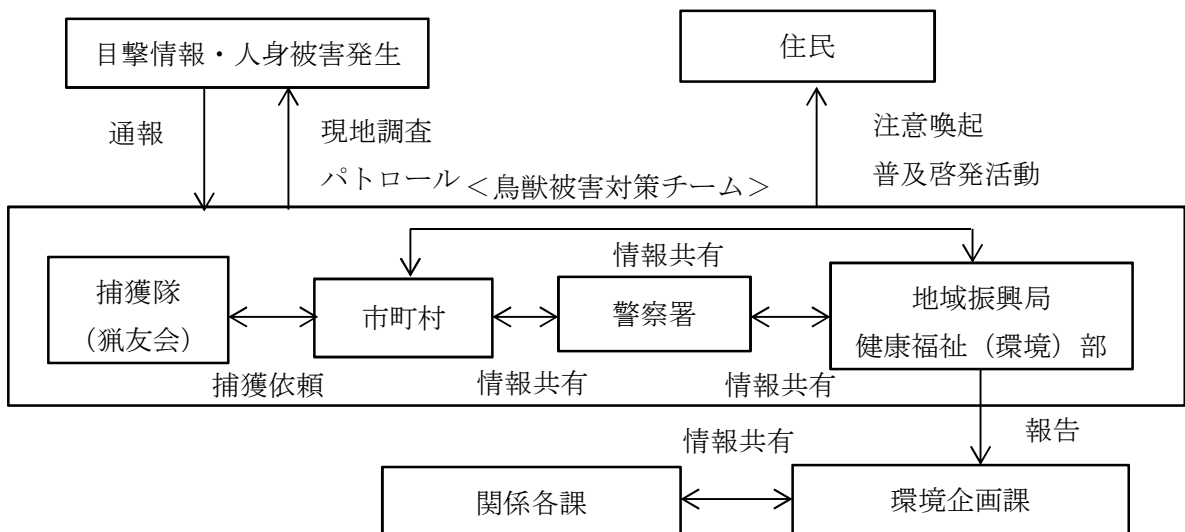 目撃情報・人身被害発生
住民
通報
現地調査
パトロール
注意喚起
普及啓発活動
＜鳥獣被害対策チーム＞
情報共有
捕獲隊
（猟友会）
市町村
警察署
地域振興局
健康福祉（環境）部
捕獲依頼
情報共有
情報共有
報告
情報共有
関係各課
環境企画課